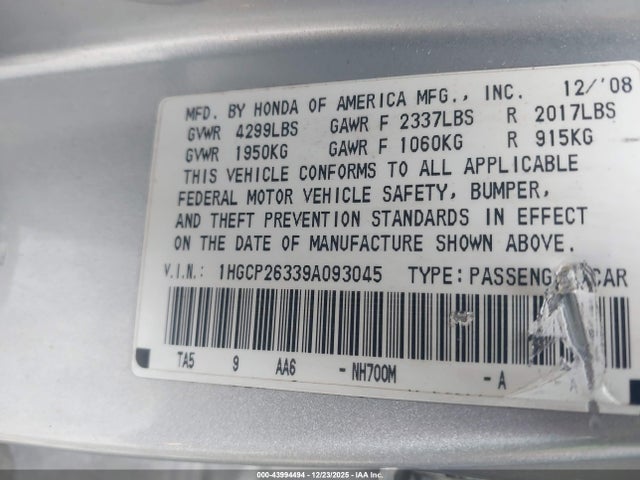 MFD. BY HONDA OF AMERICA MFG., INC. 12/'08
GVWR 4299LBS GAWR F 2337LBS R 2017LBS
GVWR 1950KG GAWR F 1060KG R 915KG
THIS VEHICLE CONFORMS TO ALL APPLICABLE
FEDERAL MOTOR VEHICLE SAFETY, BUMPER,
AND THEFT PREVENTION STANDARDS IN EFFECT
ON THE DATE OF MANUFACTURE SHOWN ABOVE.
V.I.N.: 1HGCP26339A093045 TYPE:PASSENG CAR
TA5 9 AA6 - NH700M - A A
000-43994494 - 12/23/2025 - IAA Inc.